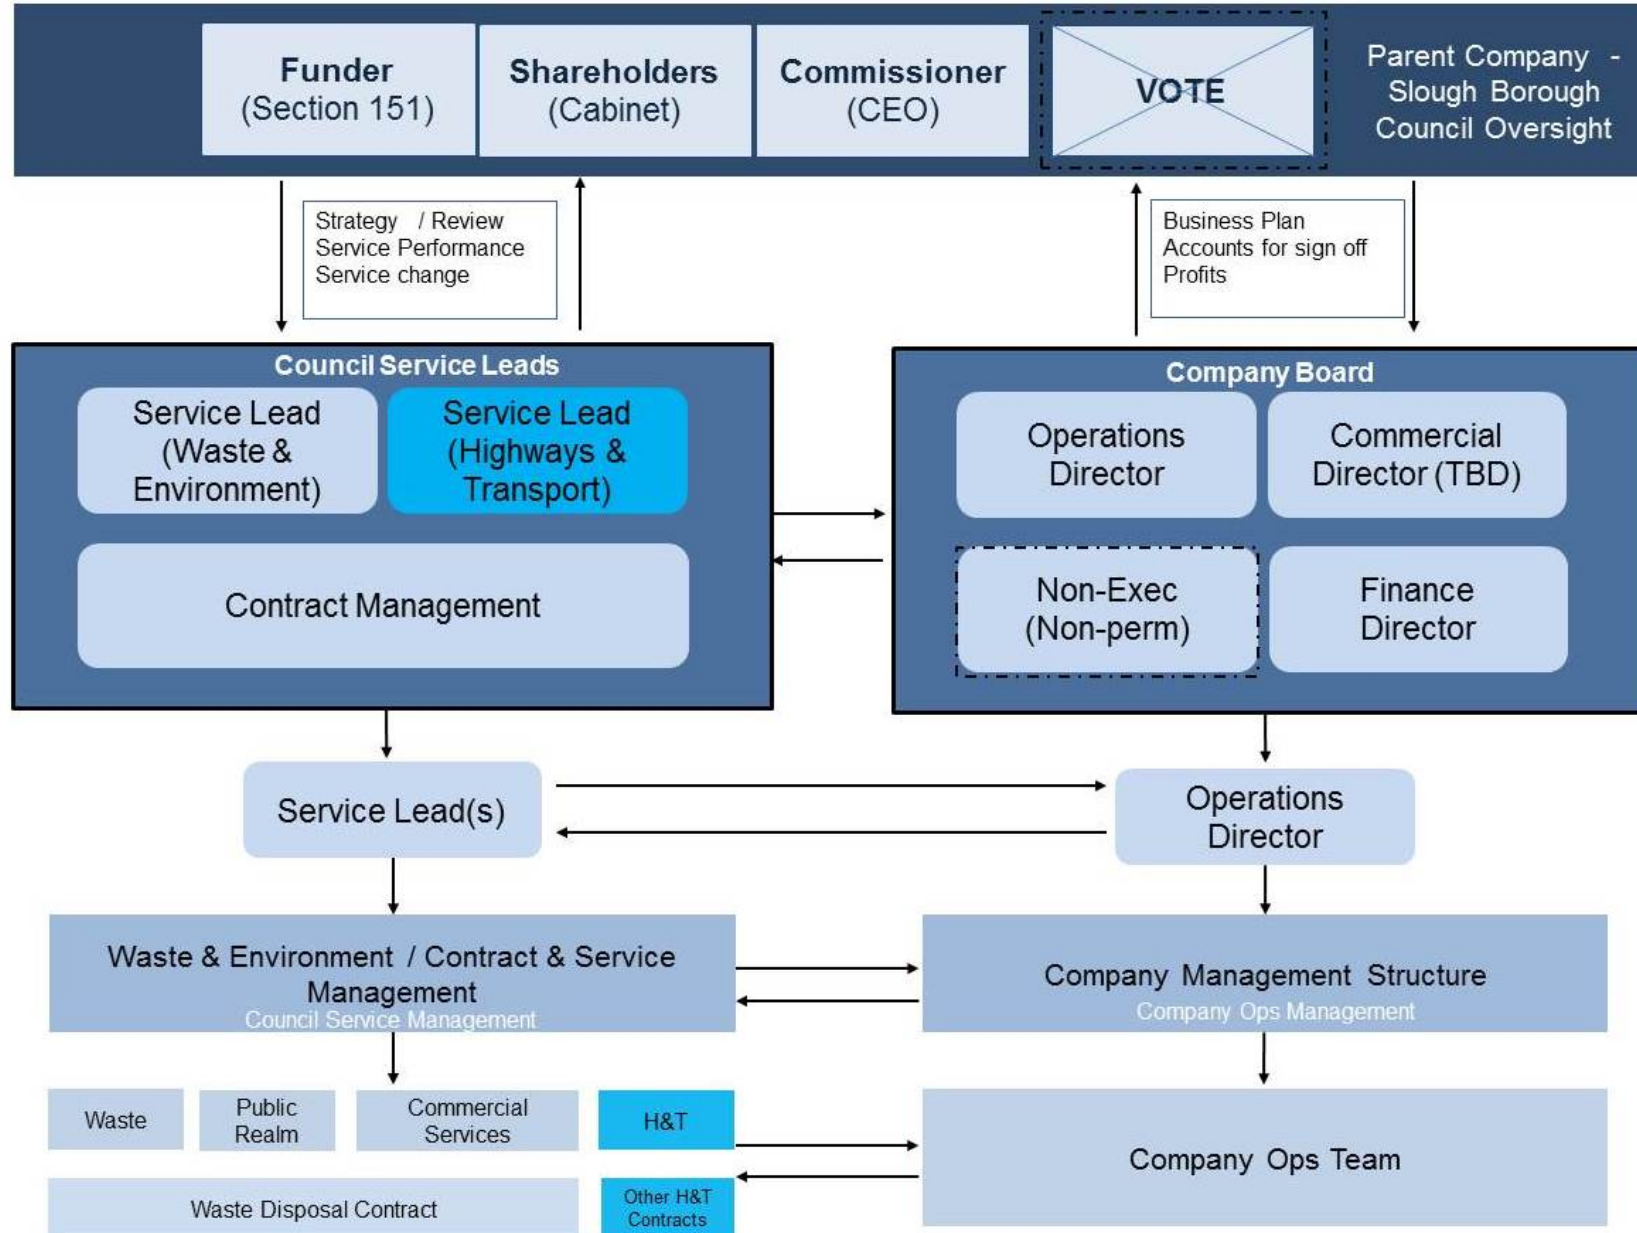 Funder
(Section 151)
Shareholders
(Cabinet)
Commissioner
(CEO)
VOTE
Parent Company -
Slough Borough
Council Oversight
Strategy / Review
Service Performance
Service change
Business Plan
Accounts for sign off
Profits
Council Service Leads
Service Lead
(Waste &
Environment)
Service Lead
(Highways &
Transport)
Contract Management
Company Board
Operations
Director
Commercial
Director (TBD)
Non-Exec
(Non-perm)
Finance
Director
Service Lead(s)
Operations
Director
Waste & Environment / Contract & Service
Management
Council Service Management
Company Management Structure
Company Ops Management
Waste
Public
Realm
Commercial
Services
H&T
Waste Disposal Contract
Other H&T
Contracts
Company Ops Team